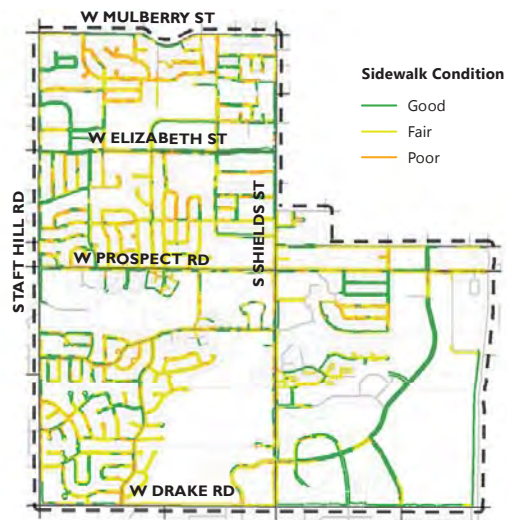 W MULBERRY ST
Sidewalk Condition
Good
Fair
Poor
W ELIZABETH ST
STAFT HILL RD
S SHIELDS ST
W PROSPECT RD
W DRAKE RD